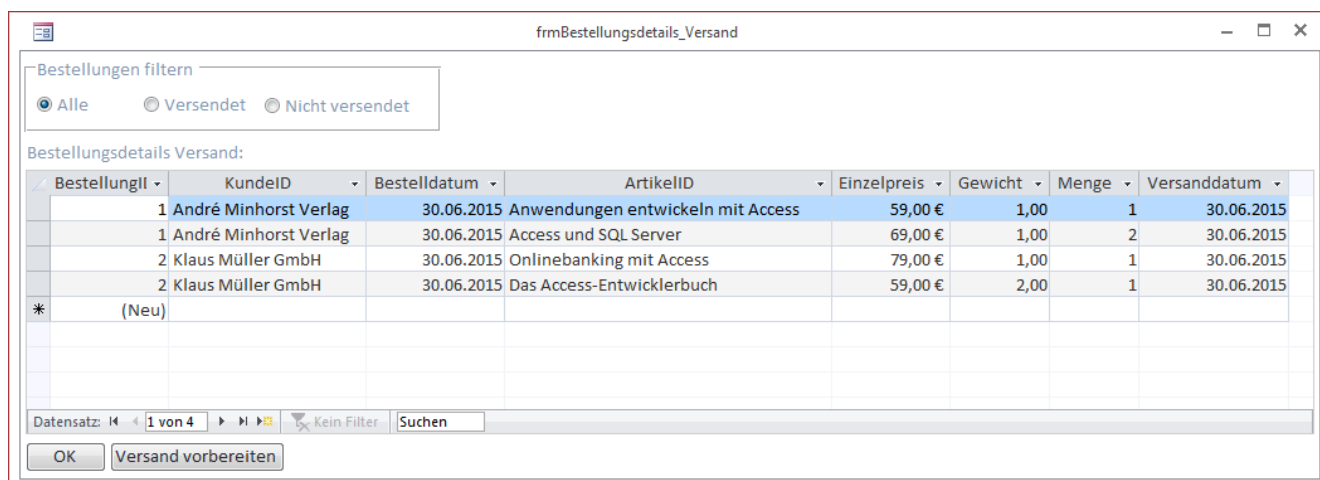 frmBestellungsdetails_Versand
Bestellungen filtern
Alle Versendet Nicht versendet
Bestellungsdetails Versand:
BestellungII KundeID Bestelldatum ArtikelID Einzelpreis Gewicht Menge Versanddatum
1 André Minhorst Verlag 30.06.2015 Anwendungen entwickeln mit Access 59,00 € 1,00 1 30.06.2015
1 André Minhorst Verlag 30.06.2015 Access und SQL Server 69,00 € 1,00 2 30.06.2015
2 Klaus Müller GmbH 30.06.2015 Onlinebanking mit Access 79,00 € 1,00 1 30.06.2015
2 Klaus Müller GmbH 30.06.2015 Das Access-Entwicklerbuch 59,00 € 2,00 1 30.06.2015
(Neu)
Datensatz: 1 von 4 Kein Filter Suchen
OK Versand vorbereiten